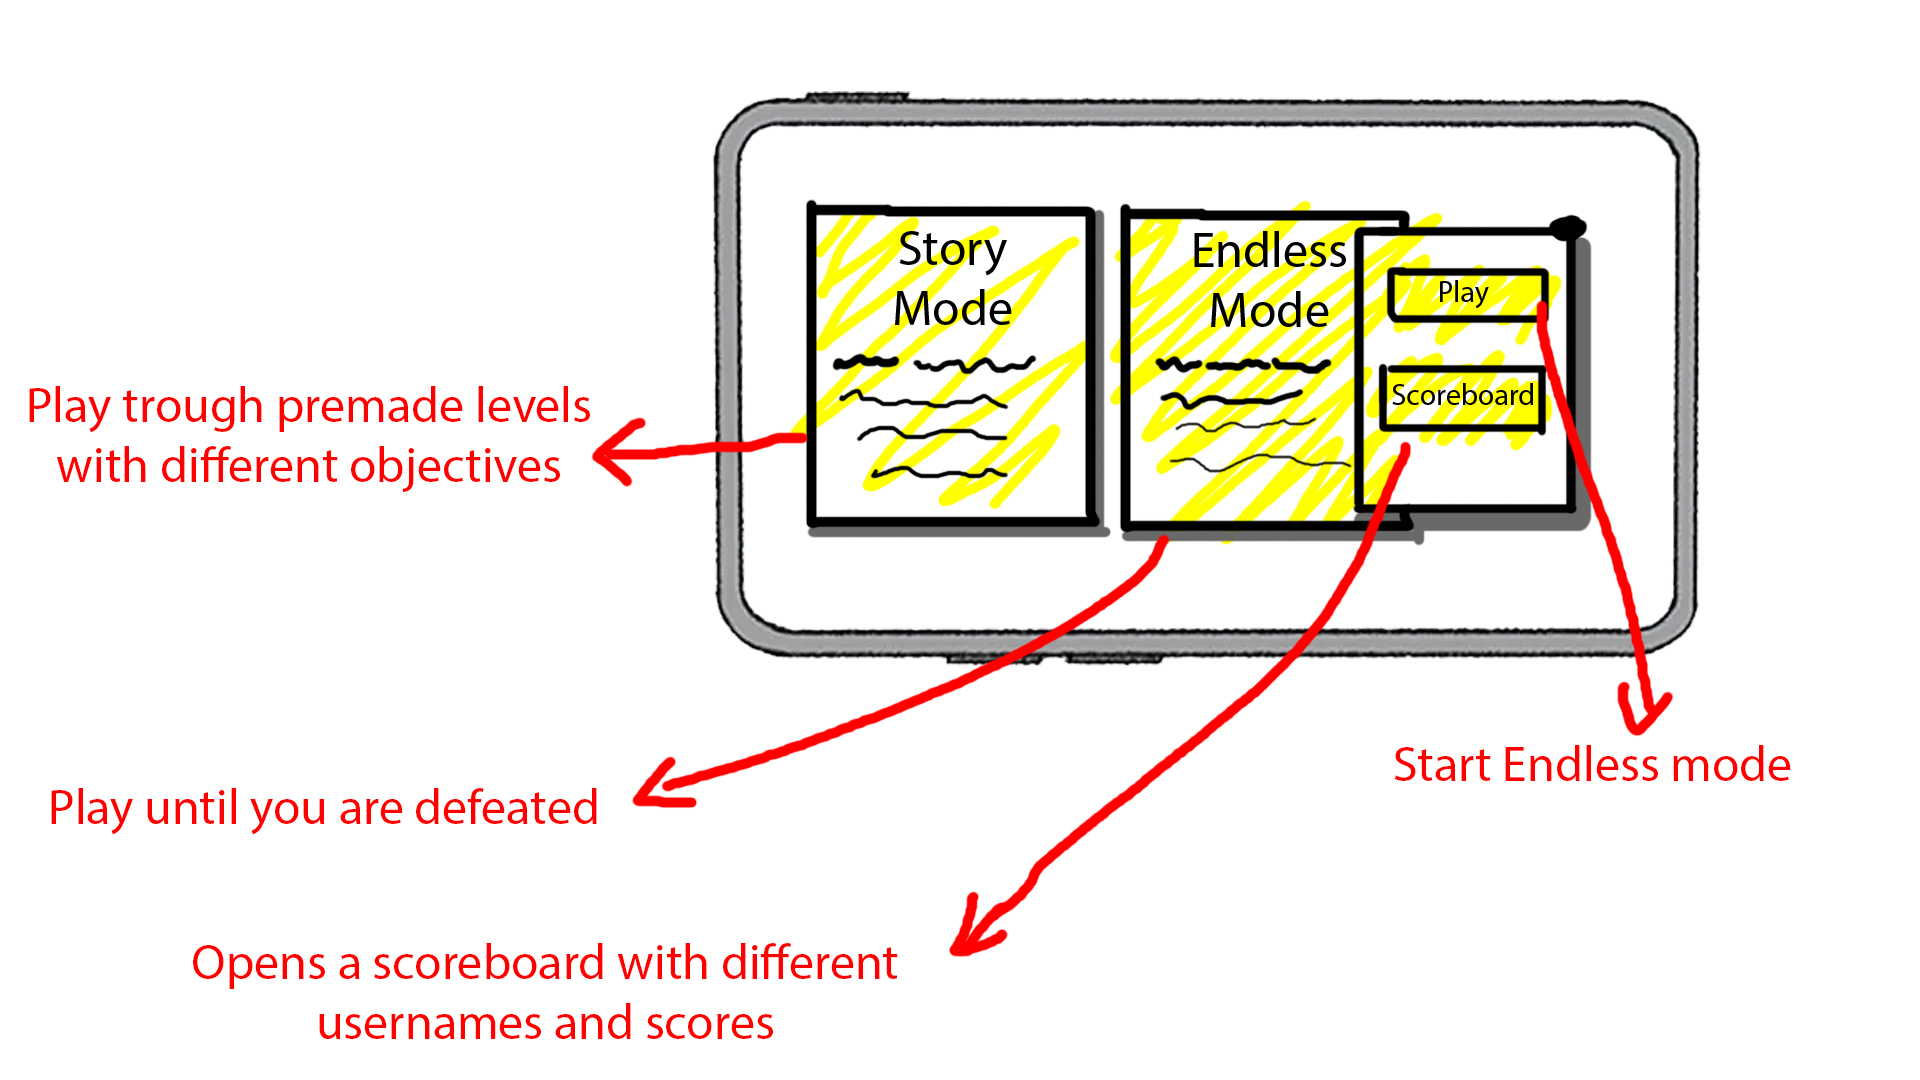 Story
Mode
Endless
Mode
Play
Scoreboard
Play trough premade levels
with different objectives
Start Endless mode
Play until you are defeated
Opens a scoreboard with different
usernames and scores